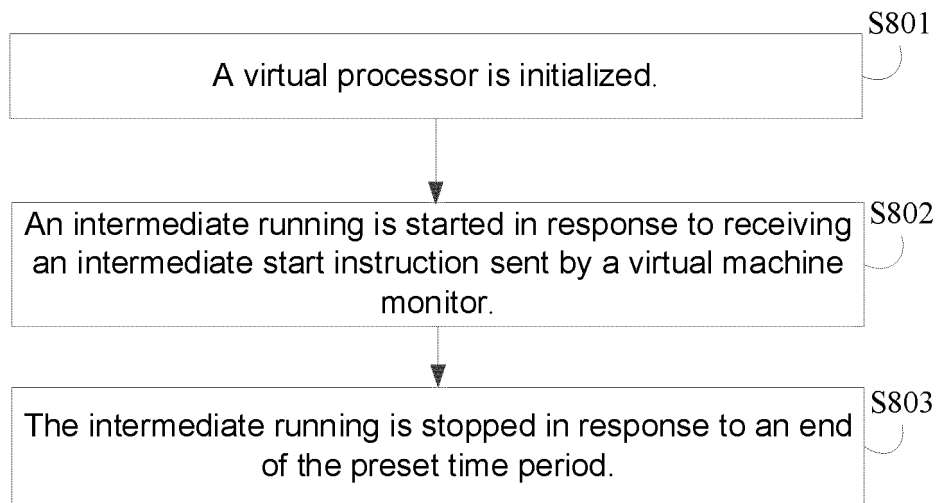 S801
A virtual processor is initialized.
S802
An intermediate running is started in response to receiving
an intermediate start instruction sent by a virtual machine
monitor.
S803
The intermediate running is stopped in response to an end
of the preset time period.